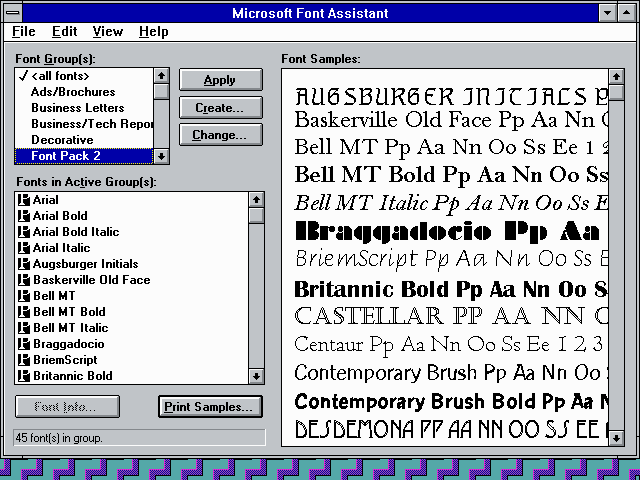 Microsoft Font Assistant
File Edit View Help
Font Group(s):
<all fonts>
Ads/Brochures
Business Letters
Business/Tech Repor
Decorative
Font Pack 2
Apply
Create...
Change...
Fonts in Active Group(s):
Arial
Arial Bold
Arial Bold Italic
Arial Italic
Augsburger Initials
Baskerville Old Face
Bell MT
Bell MT Bold
Bell MT Italic
Braggadocio
BriemScript
Britannic Bold
Font Info...
Print Samples...
45 font(s) in group.
Font Samples:
AUGSBURGER INITIALS P
Baskerville Old Face Pp Aa Nn O
Bell MT Pp Aa Nn Oo Ss Ee 1 2
Bell MT Bold Pp Aa Nn Oo Ss
Bell MT Italic Pp Aa Nn Oo Ss E
Braggadocio Pp Aa
BriemScript Pp Aa Nn Oo Ss E
Britannic Bold Pp Aa Nn Oo S
CASTELLAR PP AA NN O
Centaur Pp Aa Nn Oo Ss Ee 1 2 3
Contemporary Brush Pp Aa Nn Oo
Contemporary Brush Bold Pp Aa N
DESDEMONA PP AA NN OO SS EE